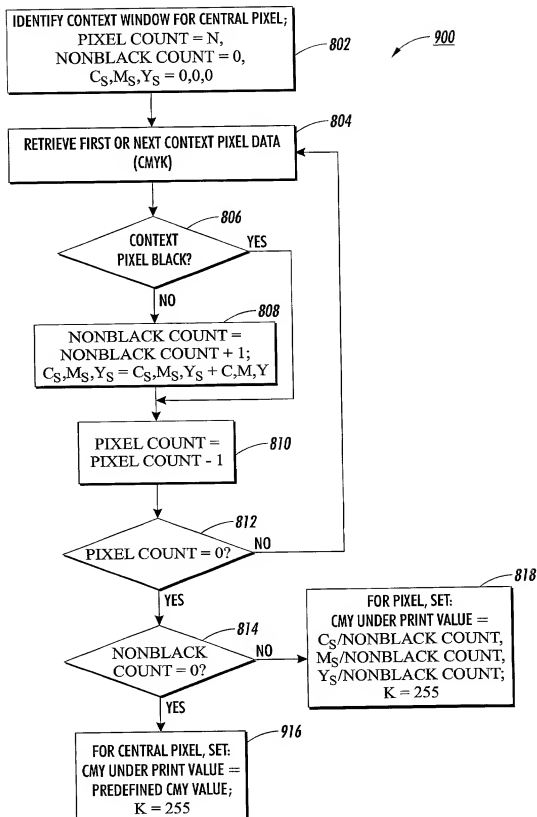 IDENTIFY CONTEXT WINDOW FOR CENTRAL PIXEL;
PIXEL COUNT = N,
NONBLACK COUNT = 0,
CS,MS,YS = 0,0,0
802
900
RETRIEVE FIRST OR NEXT CONTEXT PIXEL DATA
(CMYK)
804
CONTEXT
PIXEL BLACK?
806
YES
NO
NONBLACK COUNT =
NONBLACK COUNT + 1;
CS,MS,YS = CS,MS,YS + C,M,Y
808
PIXEL COUNT =
PIXEL COUNT - 1
810
PIXEL COUNT = 0?
812
NO
YES
NONBLACK
COUNT = 0?
814
NO
YES
FOR PIXEL, SET:
CMY UNDER PRINT VALUE =
CS/NONBLACK COUNT,
MS/NONBLACK COUNT,
YS/NONBLACK COUNT;
K = 255
818
FOR CENTRAL PIXEL, SET:
CMY UNDER PRINT VALUE =
PREDEFINED CMY VALUE;
K = 255
916